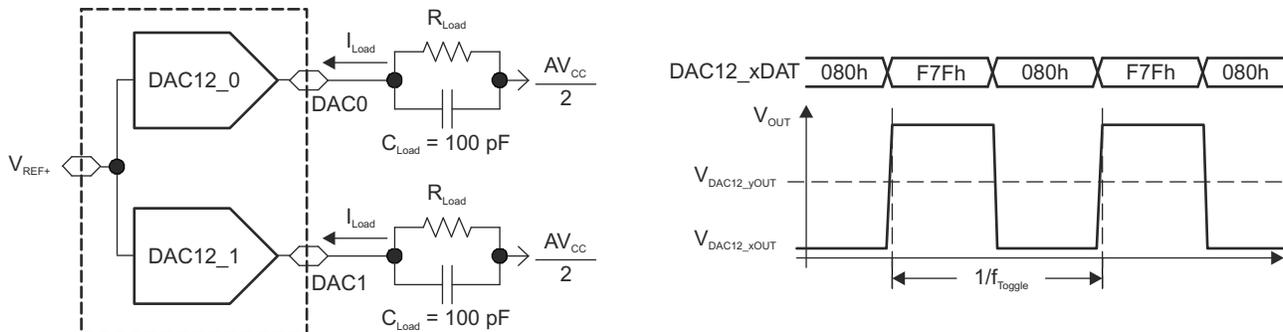 R_Load
I_Load
DAC12_0
DAC0
AV_CC
2
C_Load = 100 pF
V_REF+
R_Load
I_Load
DAC12_1
DAC1
AV_CC
2
C_Load = 100 pF
DAC12_xDAT 080h F7Fh 080h F7Fh 080h
V_OUT
V_DAC12_yOUT
V_DAC12_xOUT
1/f_Toggle